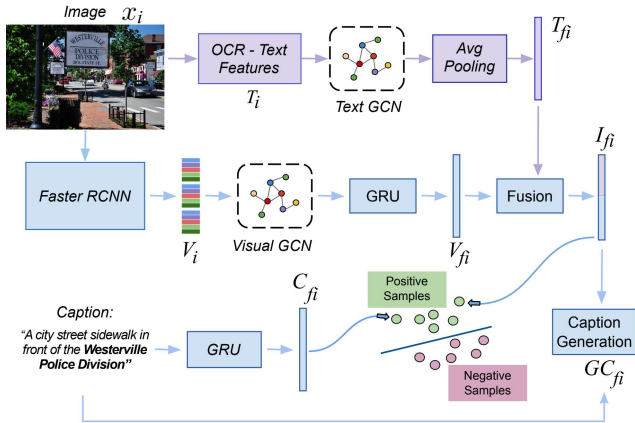 Image x_i
WESTERVILLE
POLICE
DIVISION
OCR - Text
Features
T_i
Text GCN
Avg
Pooling
T_fi
Faster RCNN
V_i
Visual GCN
GRU
V_fi
Fusion
I_fi
Caption:
"A city street sidewalk in
front of the Westerville
Police Division"
GRU
C_fi
Positive
Samples
Negative
Samples
Caption
Generation
GC_fi